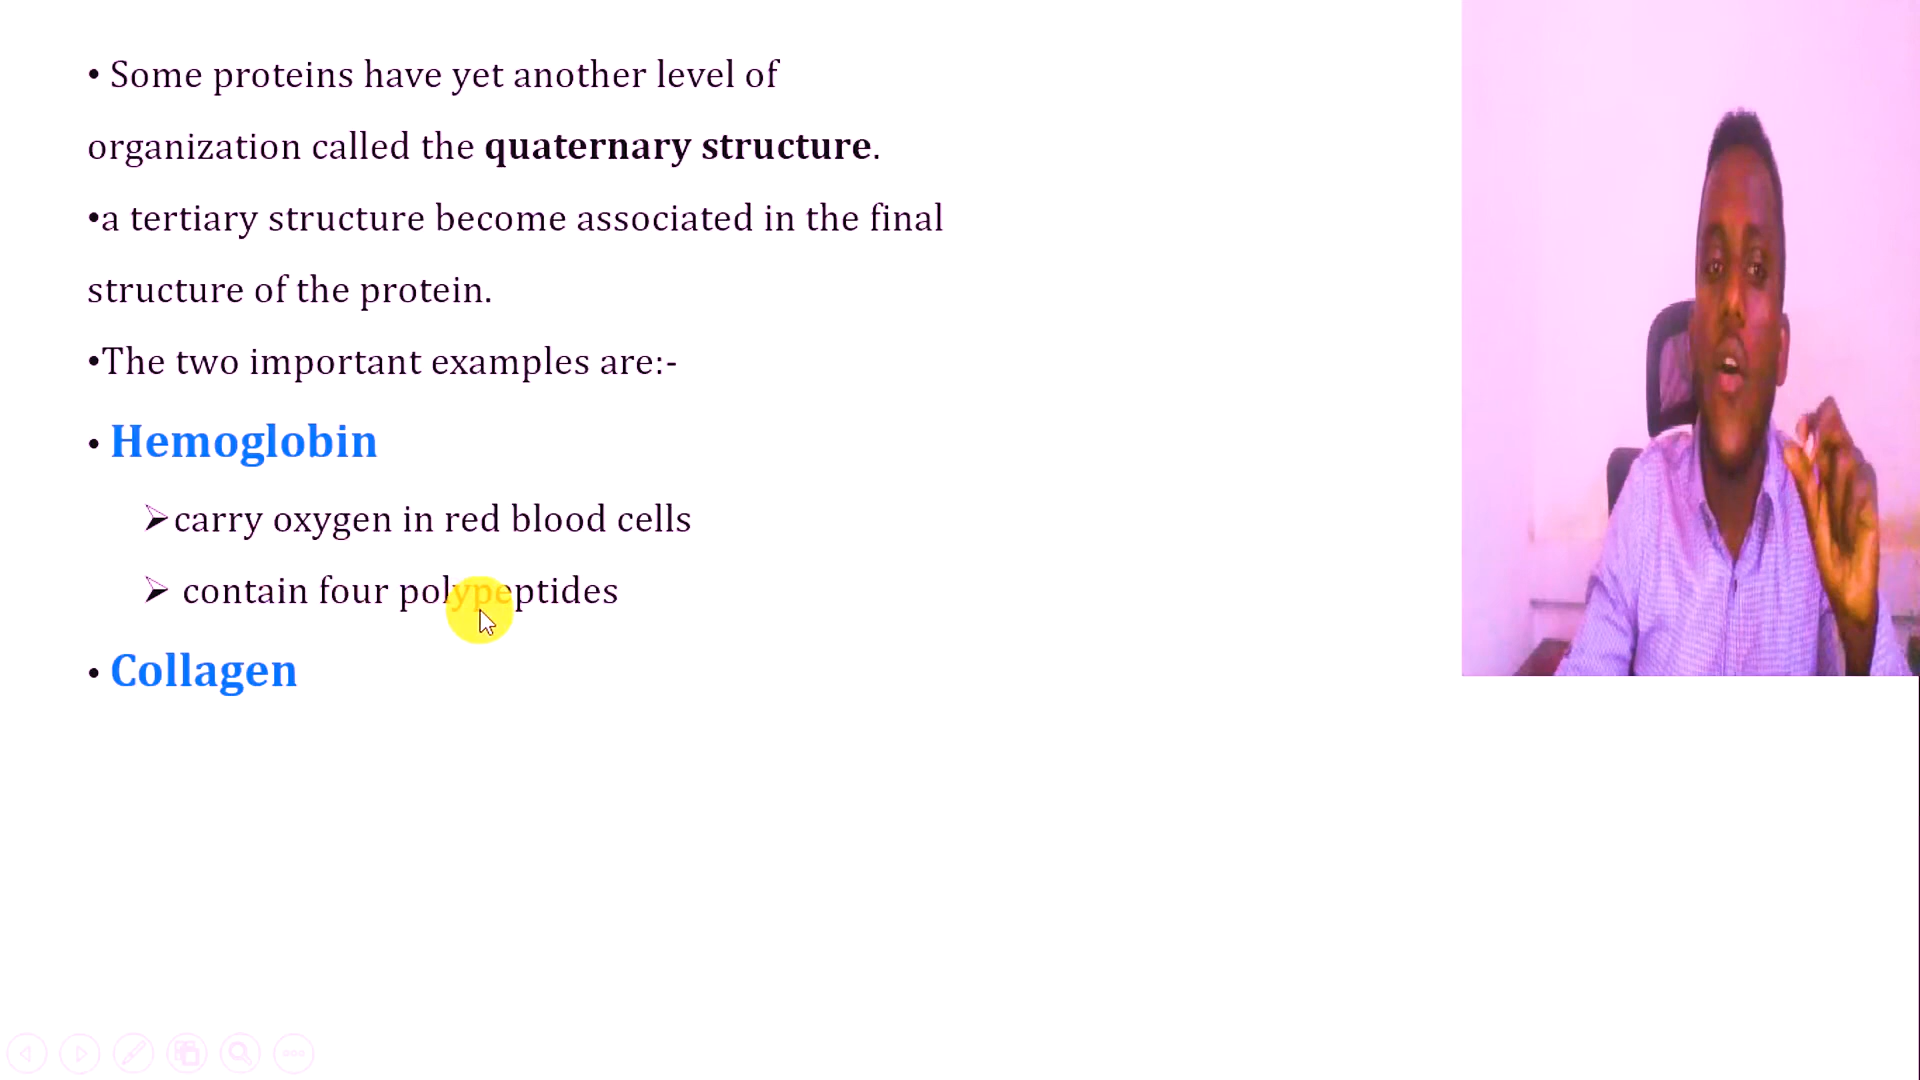 • Some proteins have yet another level of
organization called the quaternary structure.
•a tertiary structure become associated in the final
structure of the protein.
•The two important examples are:-
• Hemoglobin
➢carry oxygen in red blood cells
➢ contain four polypeptides
• Collagen